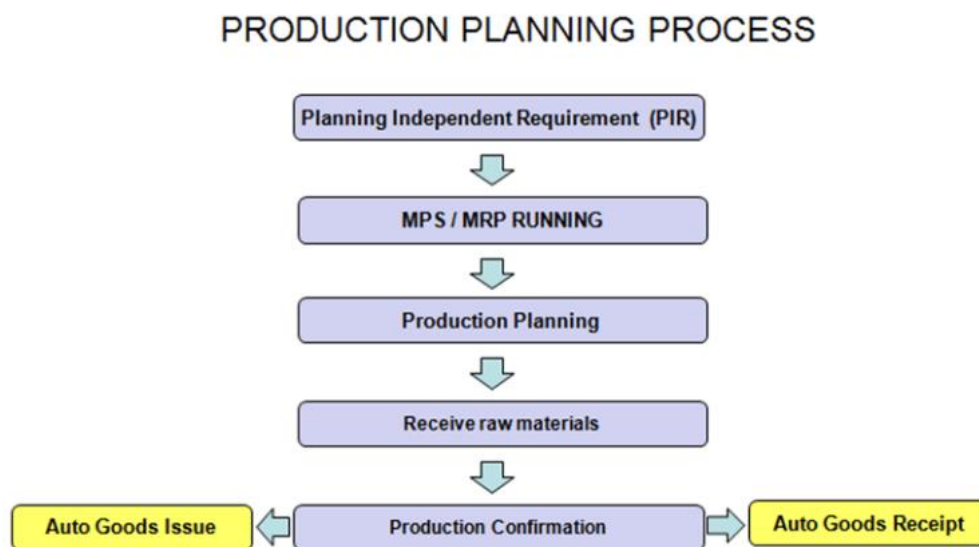 PRODUCTION PLANNING PROCESS
Planning Independent Requirement (PIR)
MPS / MRP RUNNING
Production Planning
Receive raw materials
Auto Goods Issue
Production Confirmation
Auto Goods Receipt